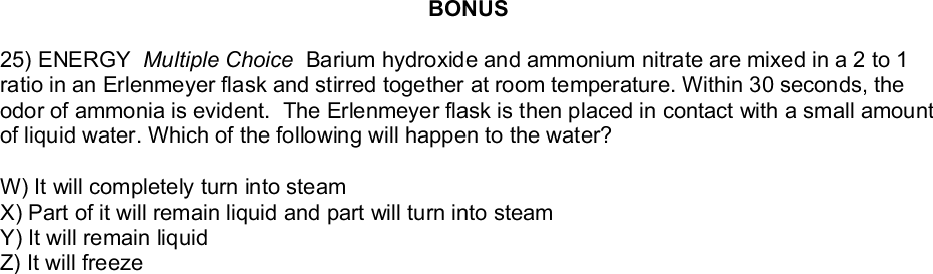 BONUS
25) ENERGY Multiple Choice Barium hydroxide and ammonium nitrate are mixed in a 2 to 1
ratio in an Erlenmeyer flask and stirred together at room temperature. Within 30 seconds, the
odor of ammonia is evident. The Erlenmeyer flask is then placed in contact with a small amount
of liquid water. Which of the following will happen to the water?
W) It will completely turn into steam
X) Part of it will remain liquid and part will turn into steam
Y) It will remain liquid
Z) It will freeze